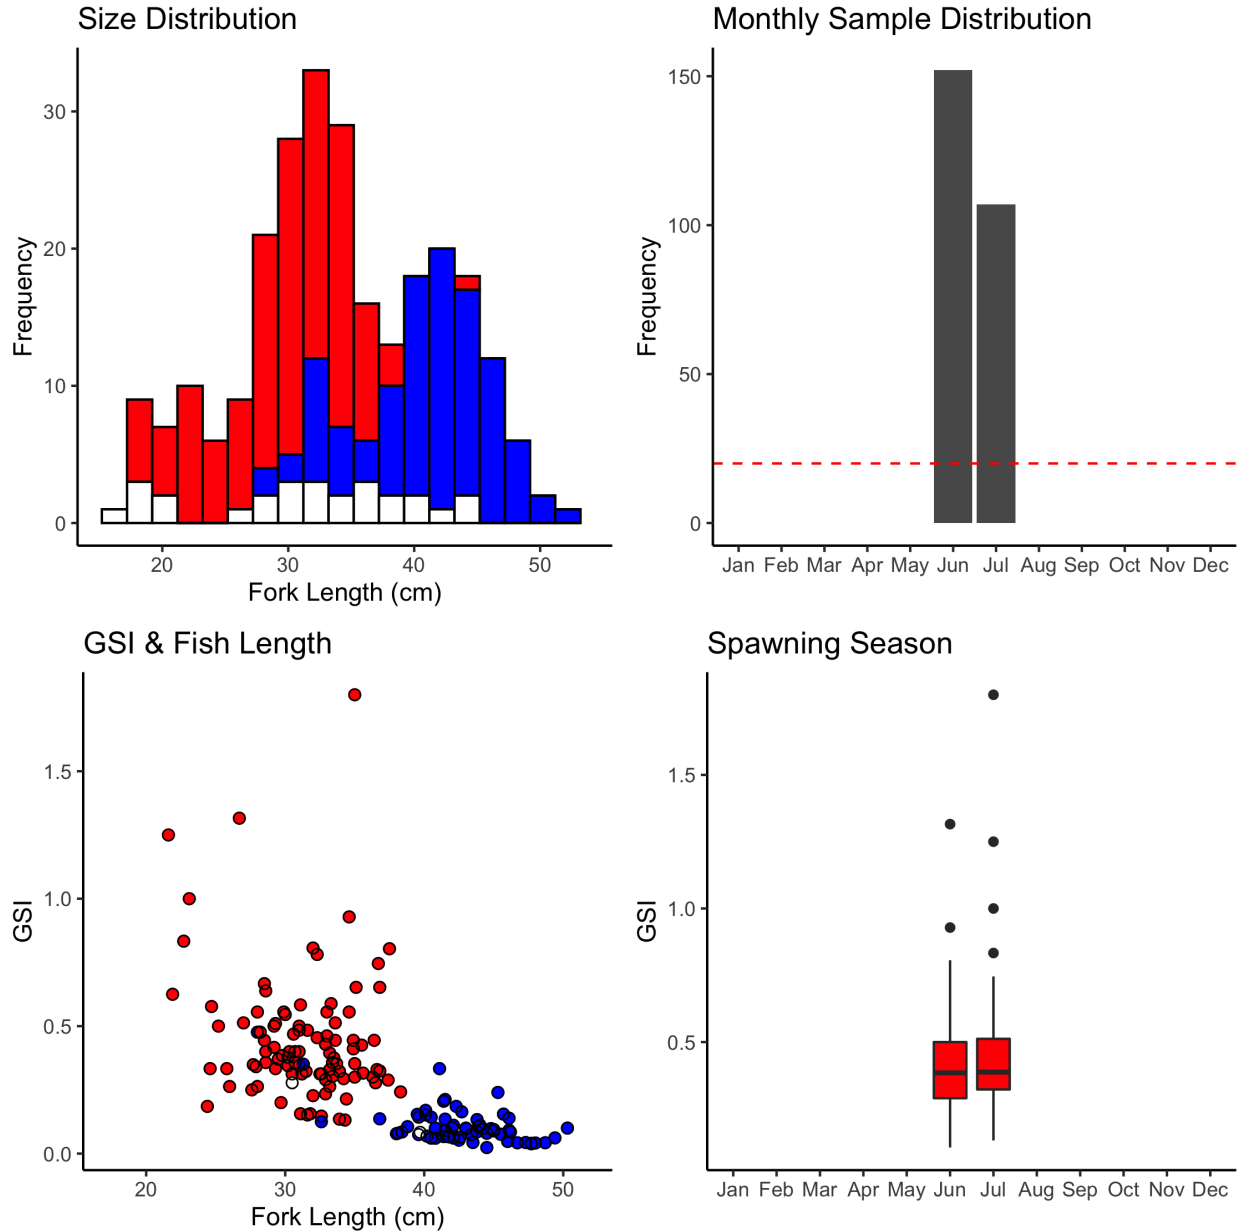 Size Distribution
30
20
10
0
Frequency
20 30 40 50
Fork Length (cm)
Monthly Sample Distribution
150
100
50
0
Frequency
Jan Feb Mar Apr May Jun Jul Aug Sep Oct Nov Dec
GSI & Fish Length
1.5
1.0
0.5
0.0
GSI
20 30 40 50
Fork Length (cm)
Spawning Season
1.5
1.0
0.5
GSI
Jan Feb Mar Apr May Jun Jul Aug Sep Oct Nov Dec